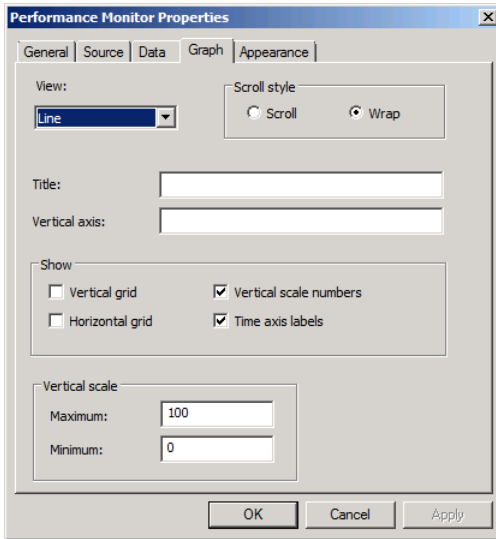 Performance Monitor Properties
General Source Data Graph Appearance
View:
Line
Scroll style
Scroll Wrap
Title:
Vertical axis:
Show
Vertical grid Vertical scale numbers
Horizontal grid Time axis labels
Vertical scale
Maximum: 100
Minimum: 0
OK Cancel Apply